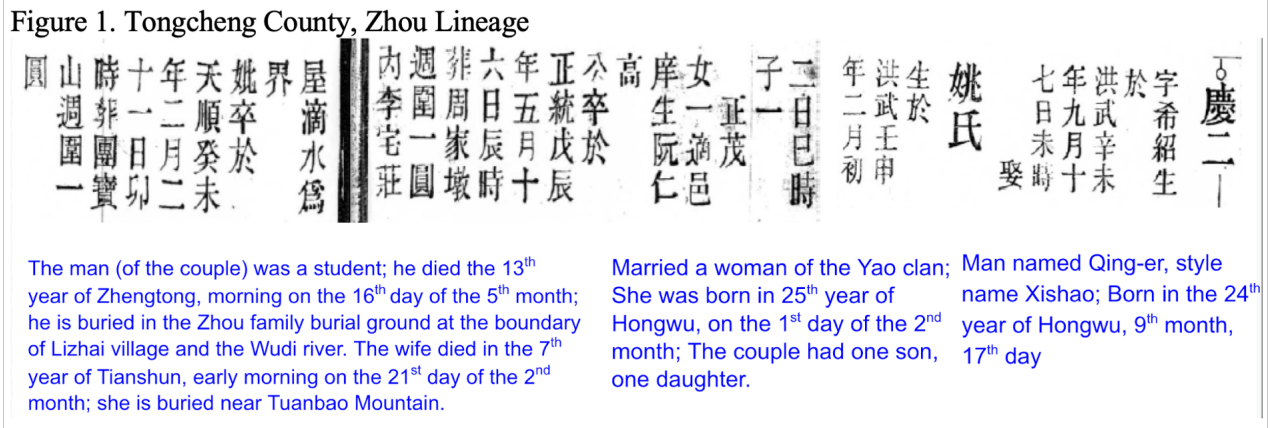 Figure 1. Tongcheng County, Zhou Lineage
慶二
字希紹生
於
洪武辛未
年九月十
七日未時
娶
姚氏
生於
洪武壬申
年二月初
二日巳時
子一
正茂
女一適邑
庠生阮仁
高
公卒於
正統戊辰
年五月十
六日辰時
葬周家墩
週圍一圓
內李宅莊
屋滴水爲
界
妣卒於
天順癸未
年二月二
十一日卯
時葬團寶
山週圍一
圓
The man (of the couple) was a student; he died the 13th
year of Zhengtong, morning on the 16th day of the 5th month;
he is buried in the Zhou family burial ground at the boundary
of Lizhai village and the Wudi river. The wife died in the 7th
year of Tianshun, early morning on the 21st day of the 2nd
month; she is buried near Tuanbao Mountain.
Married a woman of the Yao clan;
She was born in 25th year of
Hongwu, on the 1st day of the 2nd
month; The couple had one son,
one daughter.
Man named Qing-er, style
name Xishao; Born in the 24th
year of Hongwu, 9th month,
17th day